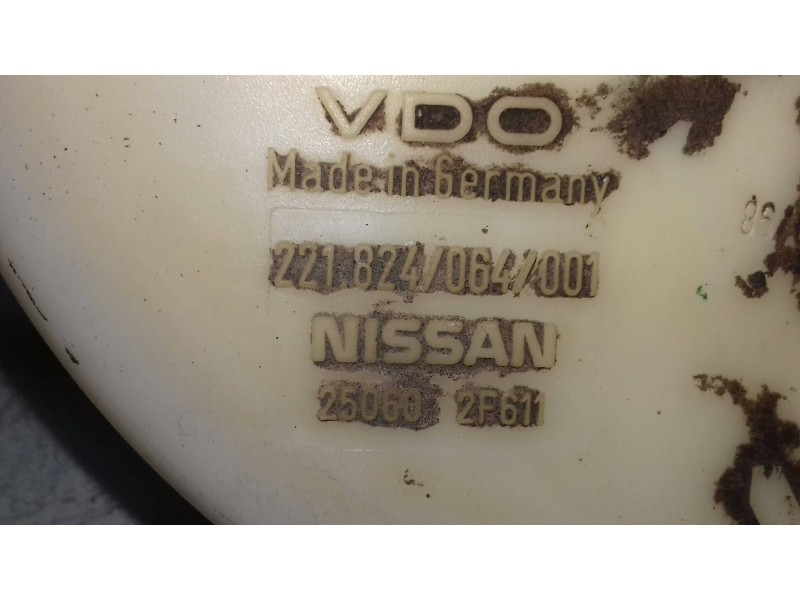 VDO
Made in Germany
221.824/064/001
NISSAN
25060 2F611